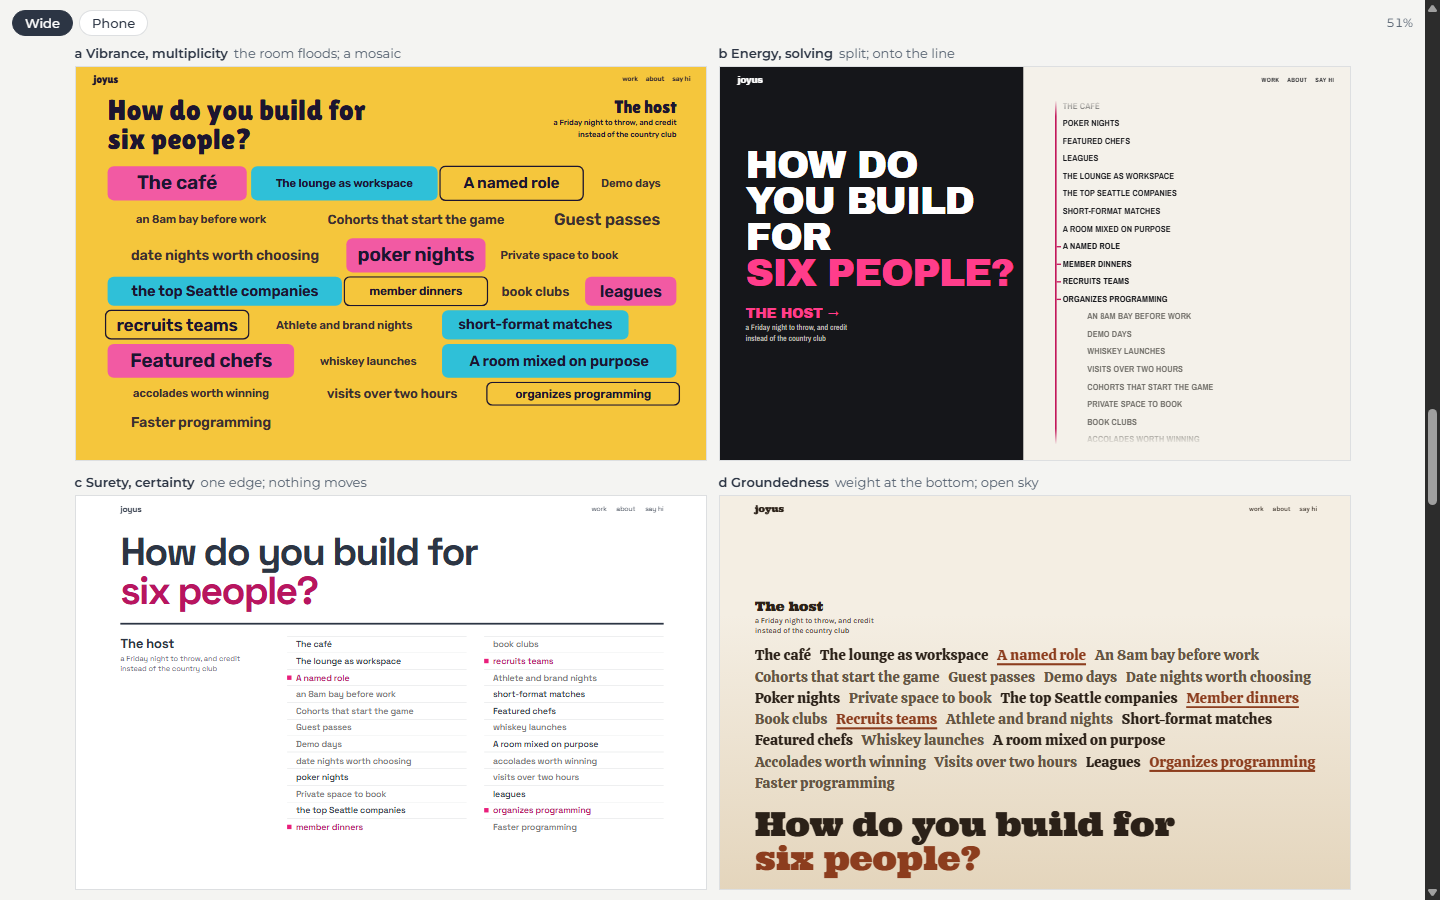 Wide Phone 51%
a Vibrance, multiplicity the room floods; a mosaic
joyus work about say hi
How do you build for
six people?
The host
a Friday night to throw, and credit
instead of the country club
The café The lounge as workspace A named role Demo days
an 8am bay before work Cohorts that start the game Guest passes
date nights worth choosing poker nights Private space to book
the top Seattle companies member dinners book clubs leagues
recruits teams Athlete and brand nights short-format matches
Featured chefs whiskey launches A room mixed on purpose
accolades worth winning visits over two hours organizes programming
Faster programming
b Energy, solving split; onto the line
joyus WORK ABOUT SAY HI
HOW DO
YOU BUILD
FOR
SIX PEOPLE?
THE HOST →
a Friday night to throw, and credit
instead of the country club
THE CAFÉ
POKER NIGHTS
FEATURED CHEFS
LEAGUES
THE LOUNGE AS WORKSPACE
THE TOP SEATTLE COMPANIES
SHORT-FORMAT MATCHES
A ROOM MIXED ON PURPOSE
A NAMED ROLE
MEMBER DINNERS
RECRUITS TEAMS
ORGANIZES PROGRAMMING
AN 8AM BAY BEFORE WORK
DEMO DAYS
WHISKEY LAUNCHES
VISITS OVER TWO HOURS
COHORTS THAT START THE GAME
PRIVATE SPACE TO BOOK
BOOK CLUBS
ACCOLADES WORTH WINNING
c Surety, certainty one edge; nothing moves
joyus work about say hi
How do you build for
six people?
The host
a Friday night to throw, and credit
instead of the country club
The café
The lounge as workspace
A named role
an 8am bay before work
Cohorts that start the game
Guest passes
Demo days
date nights worth choosing
poker nights
Private space to book
the top Seattle companies
member dinners
book clubs
recruits teams
Athlete and brand nights
short-format matches
Featured chefs
whiskey launches
A room mixed on purpose
accolades worth winning
visits over two hours
leagues
organizes programming
Faster programming
d Groundedness weight at the bottom; open sky
joyus work about say hi
The host
a Friday night to throw, and credit
instead of the country club
The café The lounge as workspace A named role An 8am bay before work
Cohorts that start the game Guest passes Demo days Date nights worth choosing
Poker nights Private space to book The top Seattle companies Member dinners
Book clubs Recruits teams Athlete and brand nights Short-format matches
Featured chefs Whiskey launches A room mixed on purpose
Accolades worth winning Visits over two hours Leagues Organizes programming
Faster programming
How do you build for
six people?